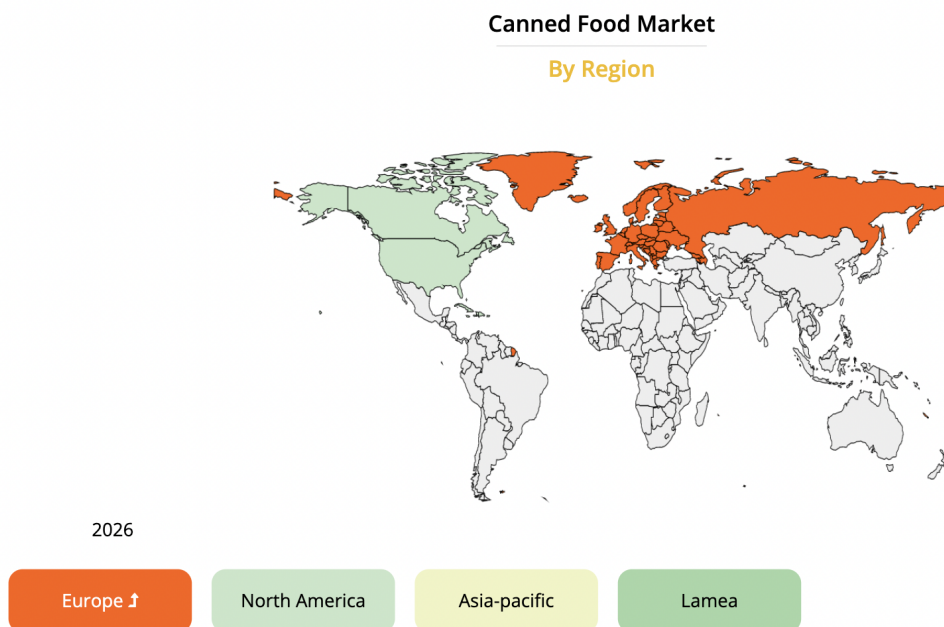 Canned Food Market
By Region
2026
Europe ⮥
North America
Asia-pacific
Lamea